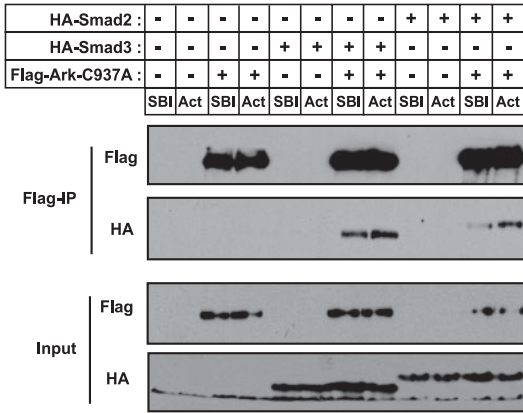 HA-Smad2 : - - - - - - - - + + + +
HA-Smad3 : - - - - + + + + - - - -
Flag-Ark-C937A : - - + + - - + + - - + +
SBI Act SBI Act SBI Act SBI Act SBI Act SBI Act
Flag
Flag-IP
HA
Flag
Input
HA